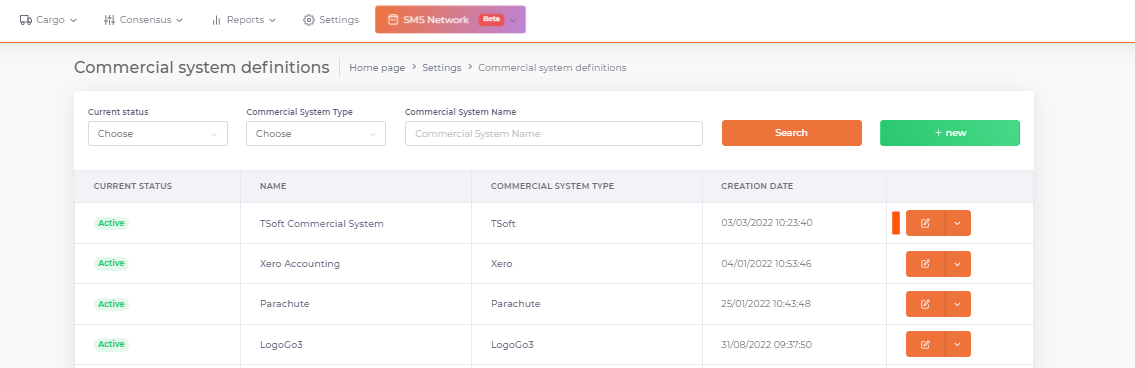 Cargo Consensus Reports Settings SMS Network Beta
Commercial system definitions Home page > Settings > Commercial system definitions
Current status Commercial System Type Commercial System Name
Choose Choose Commercial System Name Search + new
CURRENT STATUS NAME COMMERCIAL SYSTEM TYPE CREATION DATE
Active TSoft Commercial System TSoft 03/03/2022 10:23:40
Active Xero Accounting Xero 04/01/2022 10:53:46
Active Parachute Parachute 25/01/2022 10:43:48
Active LogoGo3 LogoGo3 31/08/2022 09:37:50